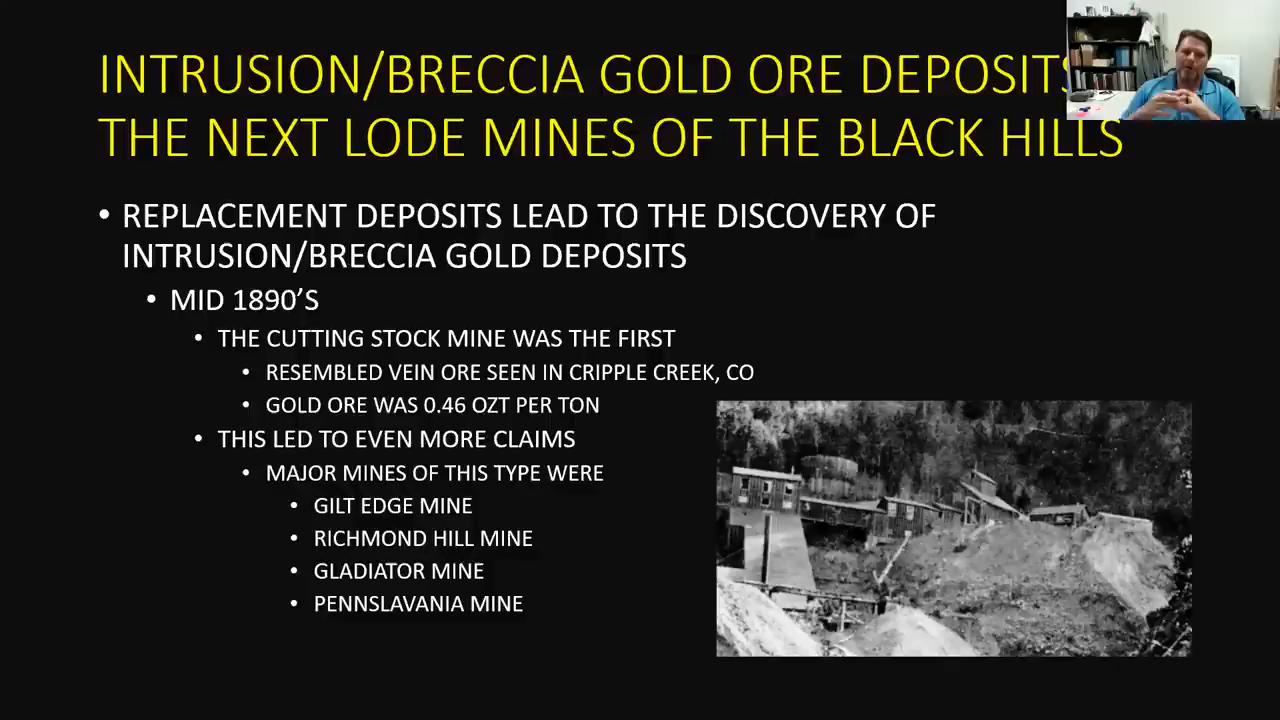 INTRUSION/BRECCIA GOLD ORE DEPOSITS
THE NEXT LODE MINES OF THE BLACK HILLS
• REPLACEMENT DEPOSITS LEAD TO THE DISCOVERY OF
INTRUSION/BRECCIA GOLD DEPOSITS
• MID 1890’S
• THE CUTTING STOCK MINE WAS THE FIRST
• RESEMBLED VEIN ORE SEEN IN CRIPPLE CREEK, CO
• GOLD ORE WAS 0.46 OZT PER TON
• THIS LED TO EVEN MORE CLAIMS
• MAJOR MINES OF THIS TYPE WERE
• GILT EDGE MINE
• RICHMOND HILL MINE
• GLADIATOR MINE
• PENNSLAVANIA MINE